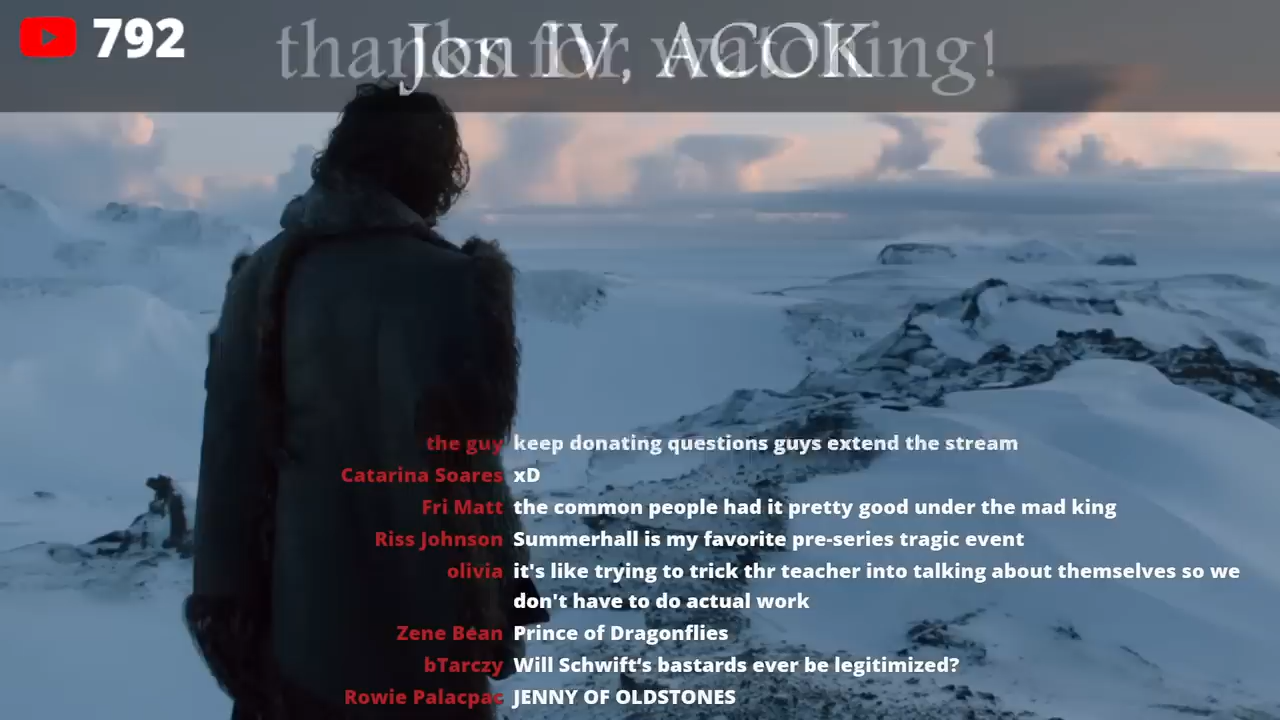 792
thanks for watching!
Jon IV, ACOK
the guy keep donating questions guys extend the stream
Catarina Soares xD
Fri Matt the common people had it pretty good under the mad king
Riss Johnson Summerhall is my favorite pre-series tragic event
olivia it's like trying to trick thr teacher into talking about themselves so we
don't have to do actual work
Zene Bean Prince of Dragonflies
bTarczy Will Schwift's bastards ever be legitimized?
Rowie Palacpac JENNY OF OLDSTONES